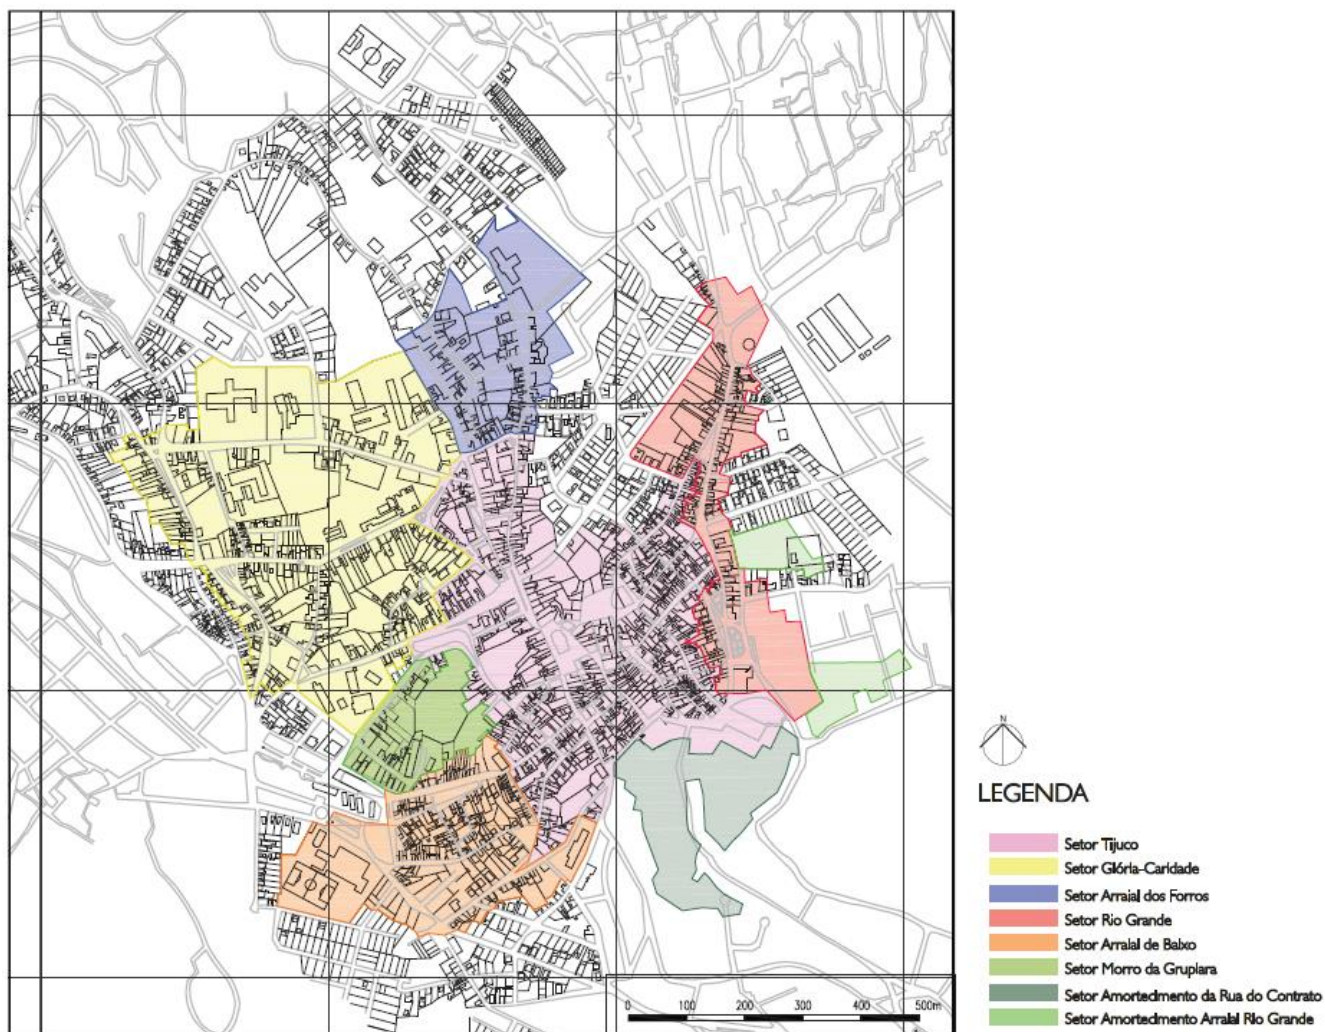 N
LEGENDA
Setor Tijuco
Setor Glória-Caridade
Setor Arraial dos Forros
Setor Rio Grande
Setor Arraial de Baixo
Setor Morro da Grupiara
Setor Amortecimento da Rua do Contrato
Setor Amortecimento Arraial Rio Grande
0 100 200 300 400 500m